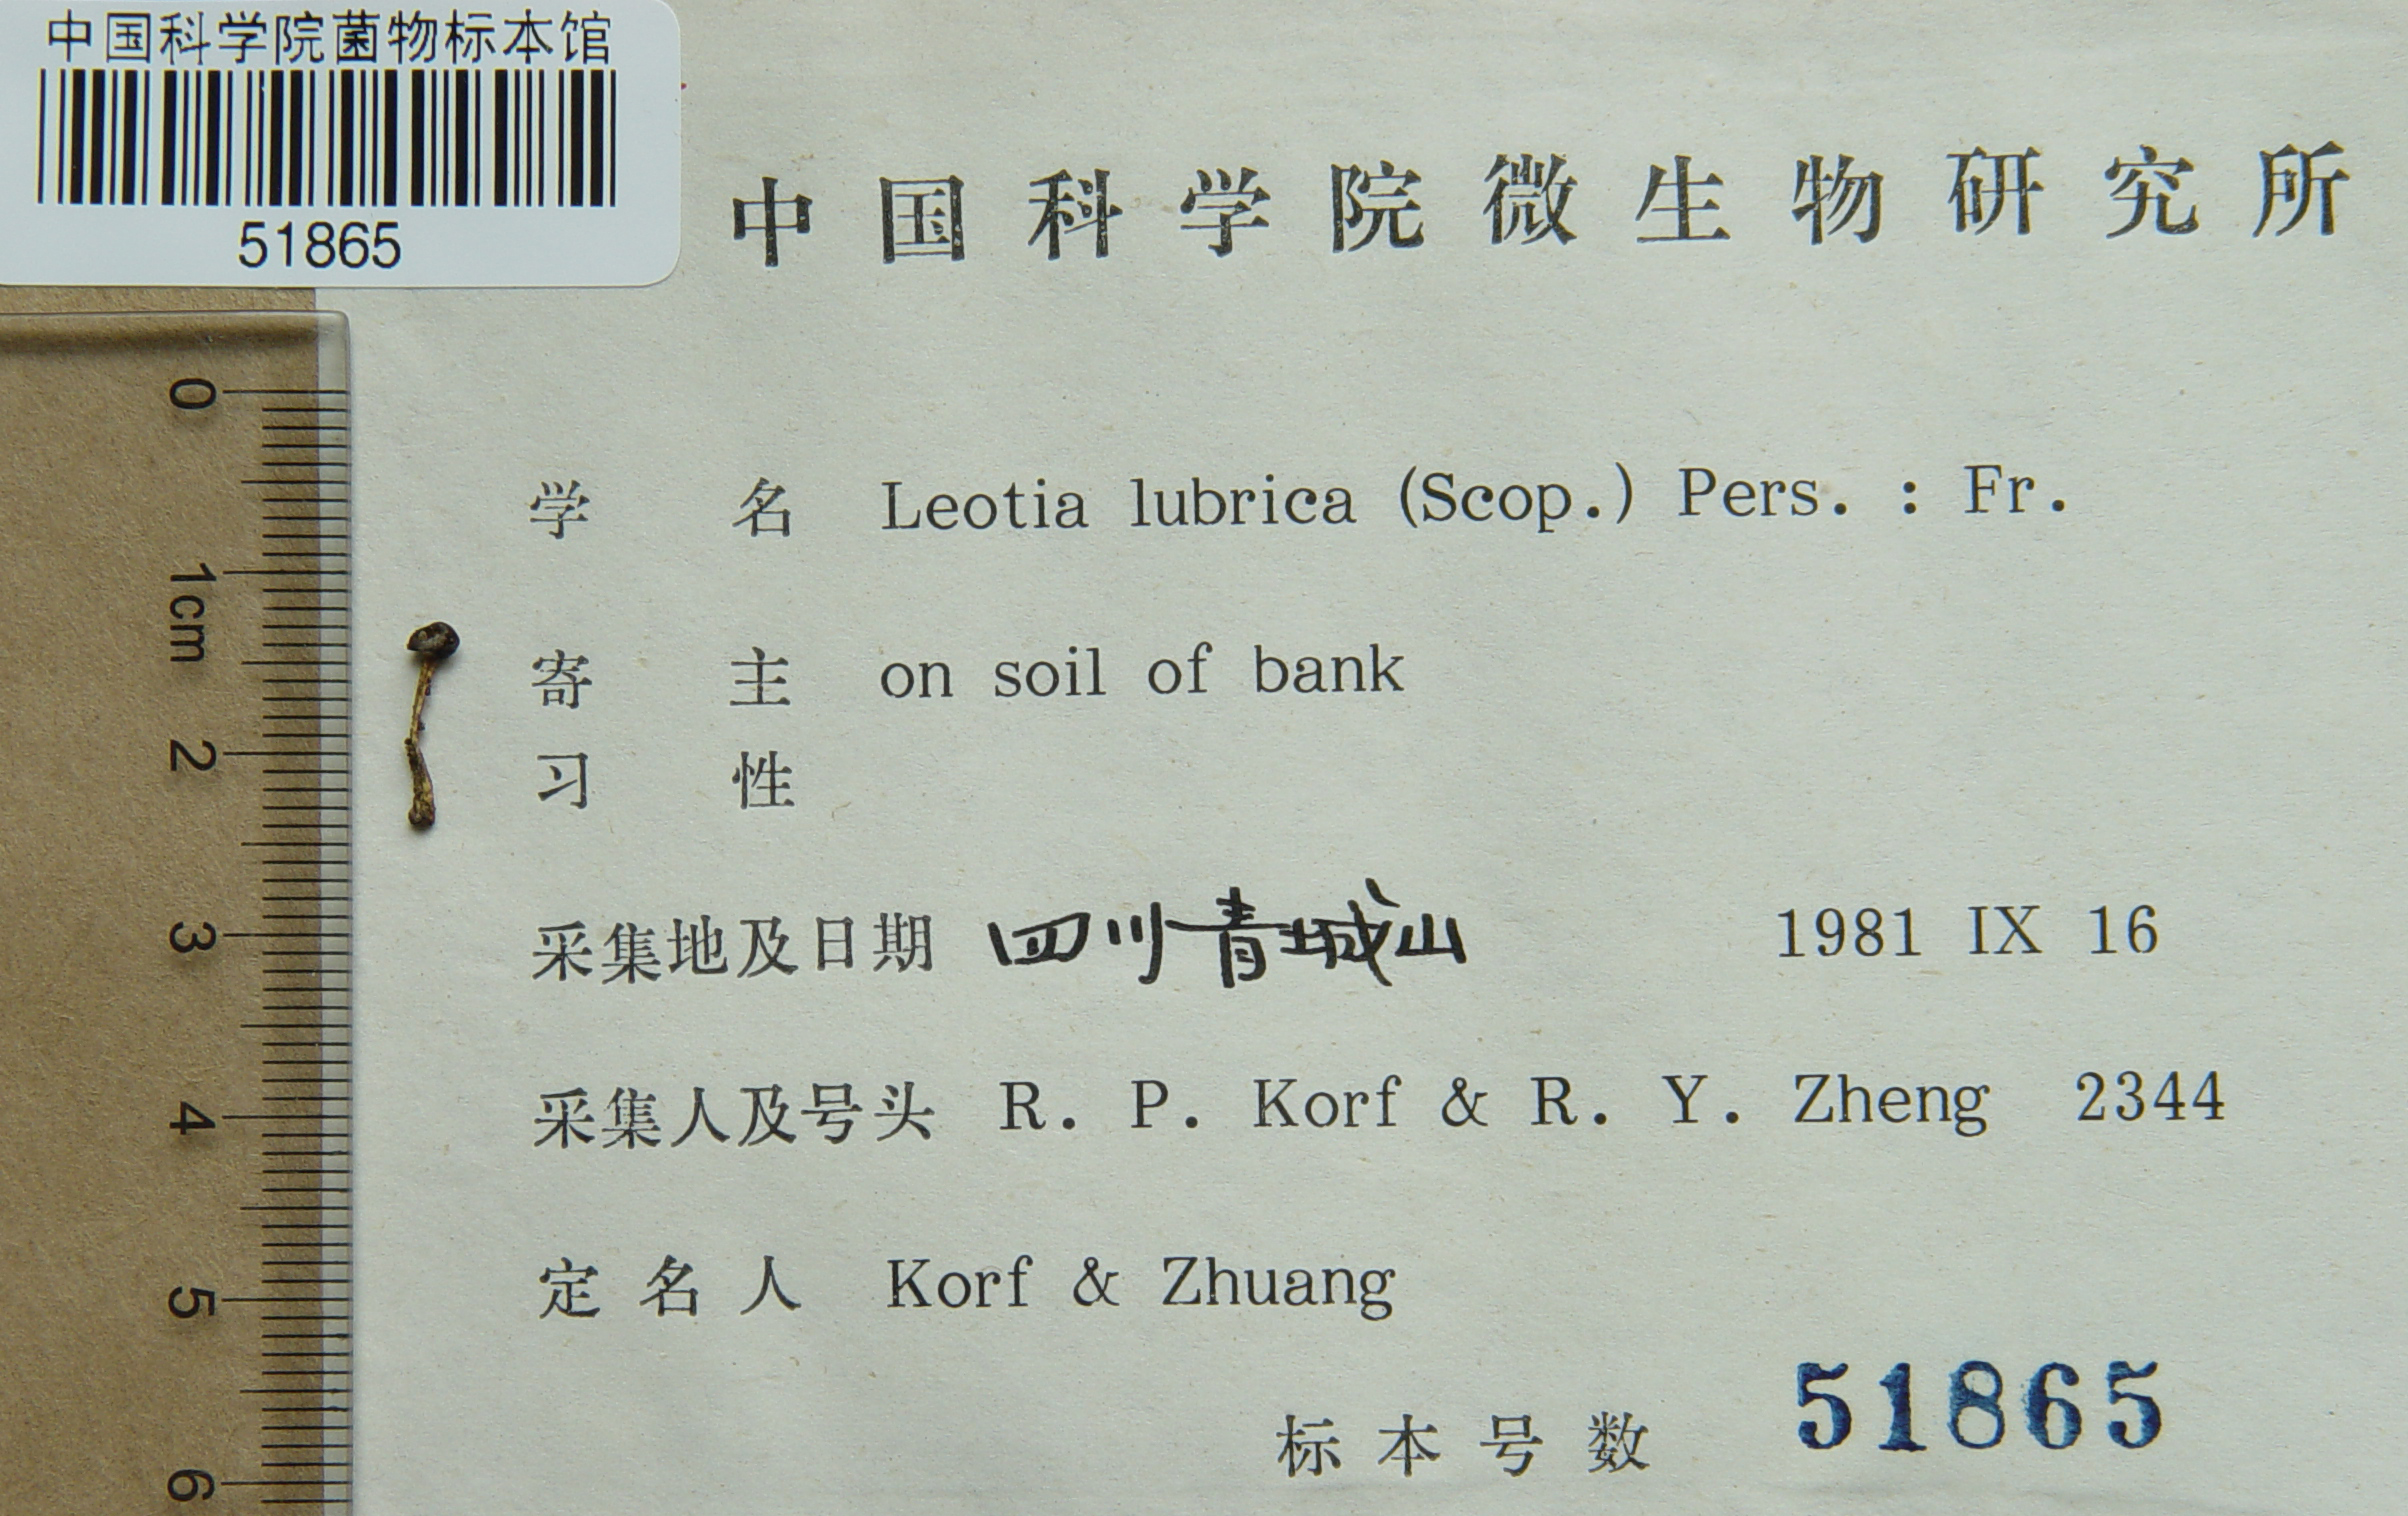 中国科学院菌物标本馆
51865
中国科学院微生物研究所
学名 Leotia lubrica (Scop.) Pers. : Fr.
寄主 on soil of bank
习性
采集地及日期 四川青城山 1981 IX 16
采集人及号头 R. P. Korf & R. Y. Zheng 2344
定名人 Korf & Zhuang
标本号数 51865
0
1cm
2
3
4
5
6